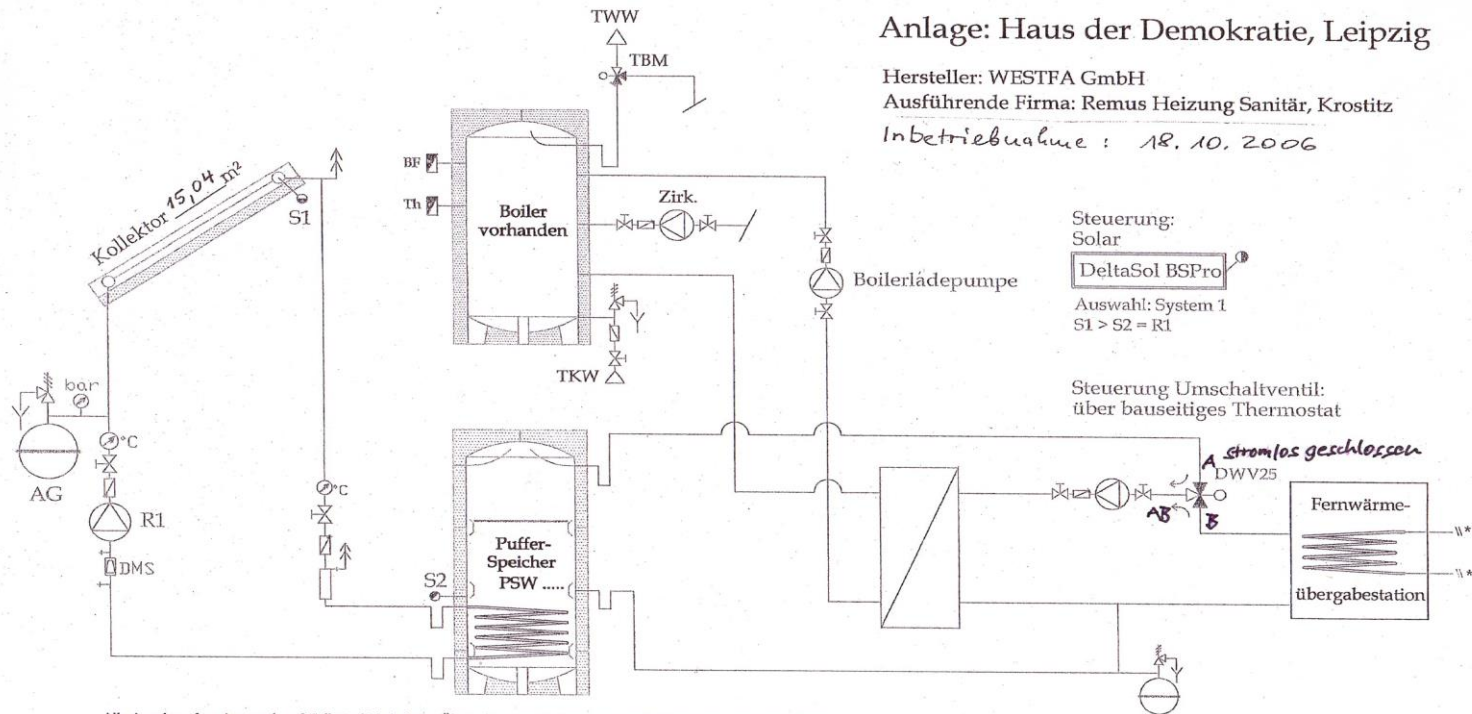 Anlage: Haus der Demokratie, Leipzig
Hersteller: WESTFA GmbH
Ausführende Firma: Remus Heizung Sanitär, Krostitz
Inbetriebnahme : 18.10.2006
TWW
TBM
BF
Th
Boiler
vorhanden
Zirk.
TKW
Boilerladepumpe
Kollektor 15,04 m²
S1
Steuerung:
Solar
DeltaSol BSPro
Auswahl: System 1
S1 > S2 = R1
Steuerung Umschaltventil:
über bauseitiges Thermostat
bar
°C
AG
R1
DMS
°C
S2
Puffer-
Speicher
PSW .....
A stromlos geschlossen
DWV25
AB
B
Fernwärme-
übergabestation